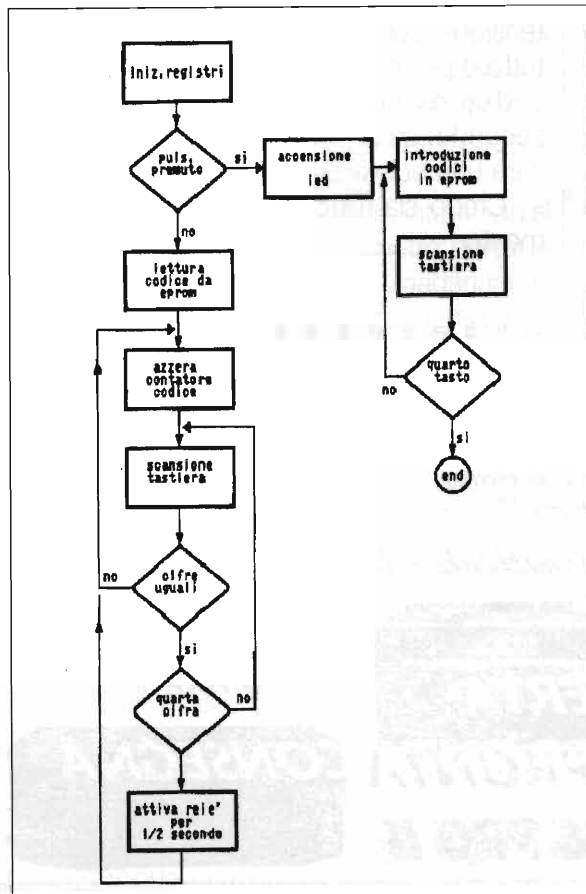 iniz.registri
puls.
premuto
si
no
accensione
led
introduzione
codici
in eprom
scansione
tastiera
quarto
tasto
no
si
end
lettura
codice da
eprom
azzera
contatore
codice
scansione
tastiera
cifre
uguali
no
si
quarta
cifra
no
attiva rele'
per
1/2 secondo